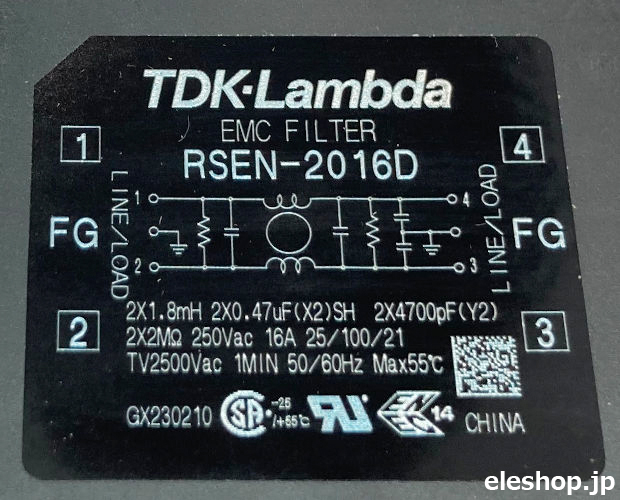 TDK-Lambda
EMC FILTER
RSEN-2016D
1
4
LINE/LOAD
LINE/LOAD
1
4
FG
FG
2
3
2X1.8mH 2X0.47uF(X2)SH 2X4700pF(Y2)
2
3
2X2MΩ 250Vac 16A 25/100/21
TV2500Vac 1MIN 50/60Hz Max55℃
GX230210
SA
-25
/+55℃
14
CHINA
eleshop.jp